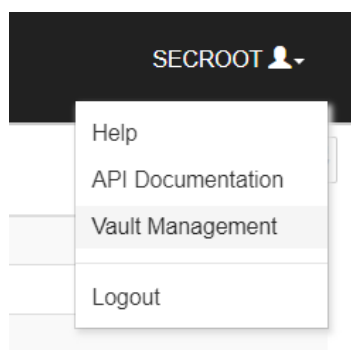 SECROOT
Help
API Documentation
Vault Management
Logout